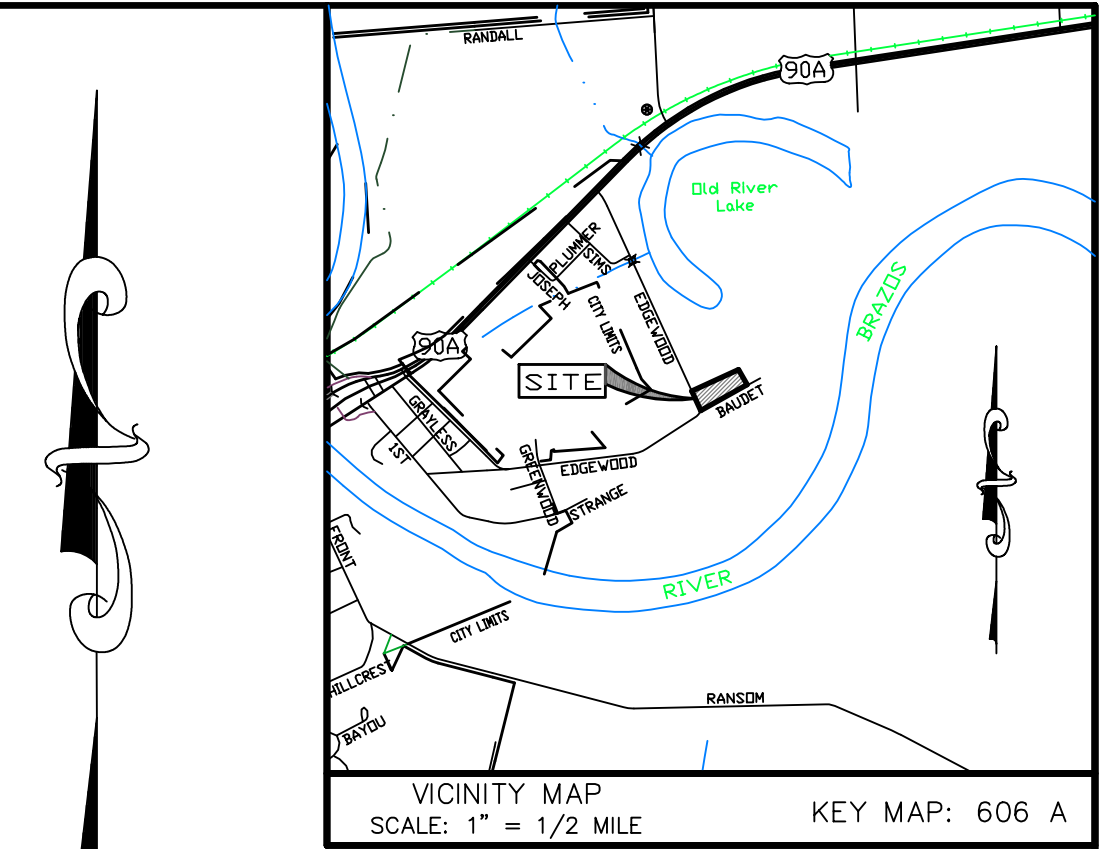 RANDALL
90A
Old River
Lake
PLUMMER
SIMS
JOSEPH
CITY LIMITS
EDGEWOOD
BRAZOS
90A
SITE
BAUDET
GRAYLESS
1ST
GREENWOOD
EDGEWOOD
STRANGE
FRONT
RIVER
CITY LIMITS
HILLCREST
RANSOM
BAYOU
VICINITY MAP
SCALE: 1" = 1/2 MILE
KEY MAP: 606 A